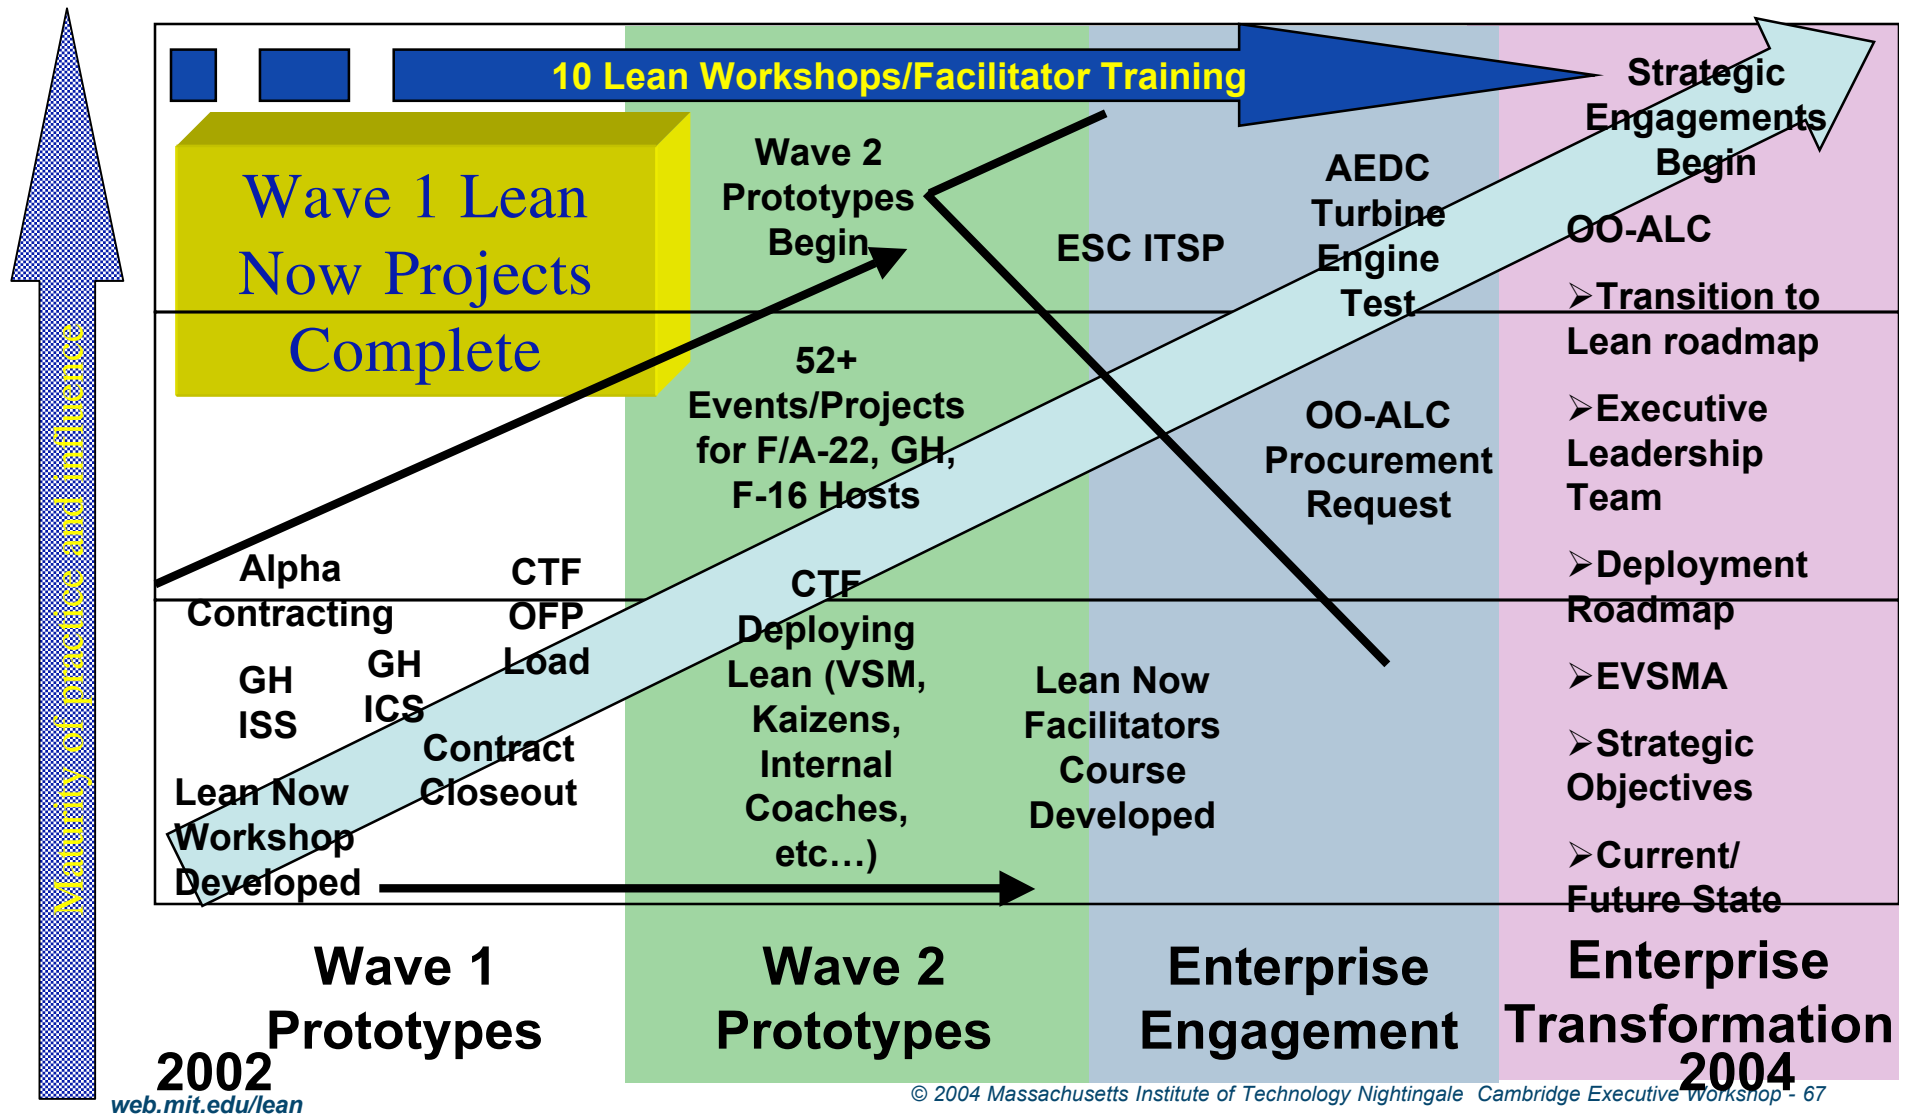 10 Lean Workshops/Facilitator Training
Wave 1 Lean
Now Projects
Complete
Maturity of practice and influence
Alpha
Contracting
CTF
OFP
Load
GH
ISS
GH
ICS
Contract
Closeout
Lean Now
Workshop
Developed
Wave 2
Prototypes
Begin
52+
Events/Projects
for F/A-22, GH,
F-16 Hosts
CTF
Deploying
Lean (VSM,
Kaizens,
Internal
Coaches,
etc…)
ESC ITSP
AEDC
Turbine
Engine
Test
OO-ALC
Procurement
Request
Lean Now
Facilitators
Course
Developed
Strategic
Engagements
Begin
OO-ALC
➢Transition to
Lean roadmap
➢Executive
Leadership
Team
➢Deployment
Roadmap
➢EVSMA
➢Strategic
Objectives
➢Current/
Future State
Wave 1
Prototypes
Wave 2
Prototypes
Enterprise
Engagement
Enterprise
Transformation
2002
2004
web.mit.edu/lean
© 2004 Massachusetts Institute of Technology Nightingale Cambridge Executive Workshop - 67